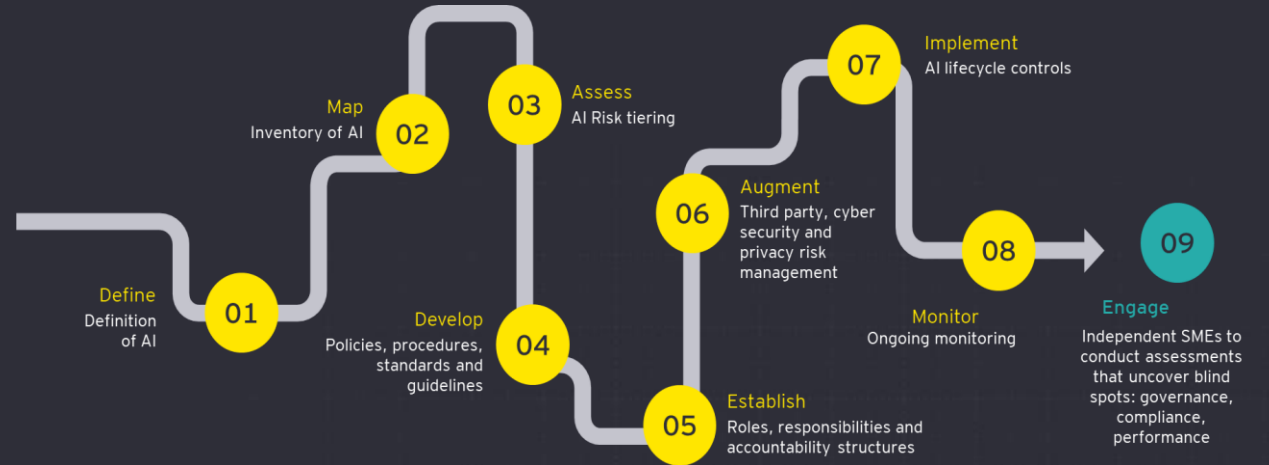 01
Define
Definition
of AI
02
Map
Inventory of AI
03
Assess
AI Risk tiering
04
Develop
Policies, procedures,
standards and
guidelines
05
Establish
Roles, responsibilities and
accountability structures
06
Augment
Third party, cyber
security and
privacy risk
management
07
Implement
AI lifecycle controls
08
Monitor
Ongoing monitoring
09
Engage
Independent SMEs to
conduct assessments
that uncover blind
spots: governance,
compliance,
performance